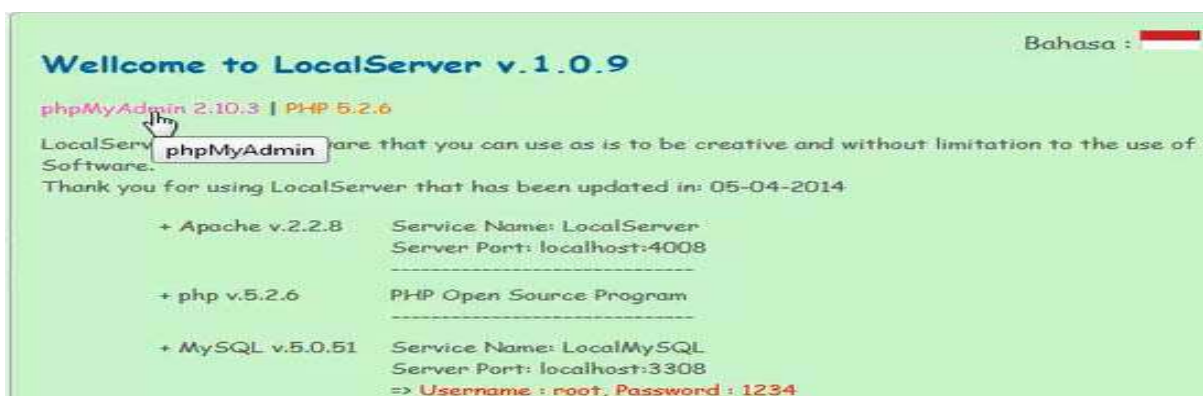 Bahasa :
Wellcome to LocalServer v.1.0.9
phpMyAdmin 2.10.3 | PHP 5.2.6
LocalServ are that you can use as is to be creative and without limitation to the use of
phpMyAdmin
Software.
Thank you for using LocalServer that has been updated in: 05-04-2014
+ Apache v.2.2.8 Service Name: LocalServer
Server Port: localhost:4008
------------------------------
+ php v.5.2.6 PHP Open Source Program
------------------------------
+ MySQL v.5.0.51 Service Name: LocalMySQL
Server Port: localhost:3308
=> Username : root, Password : 1234